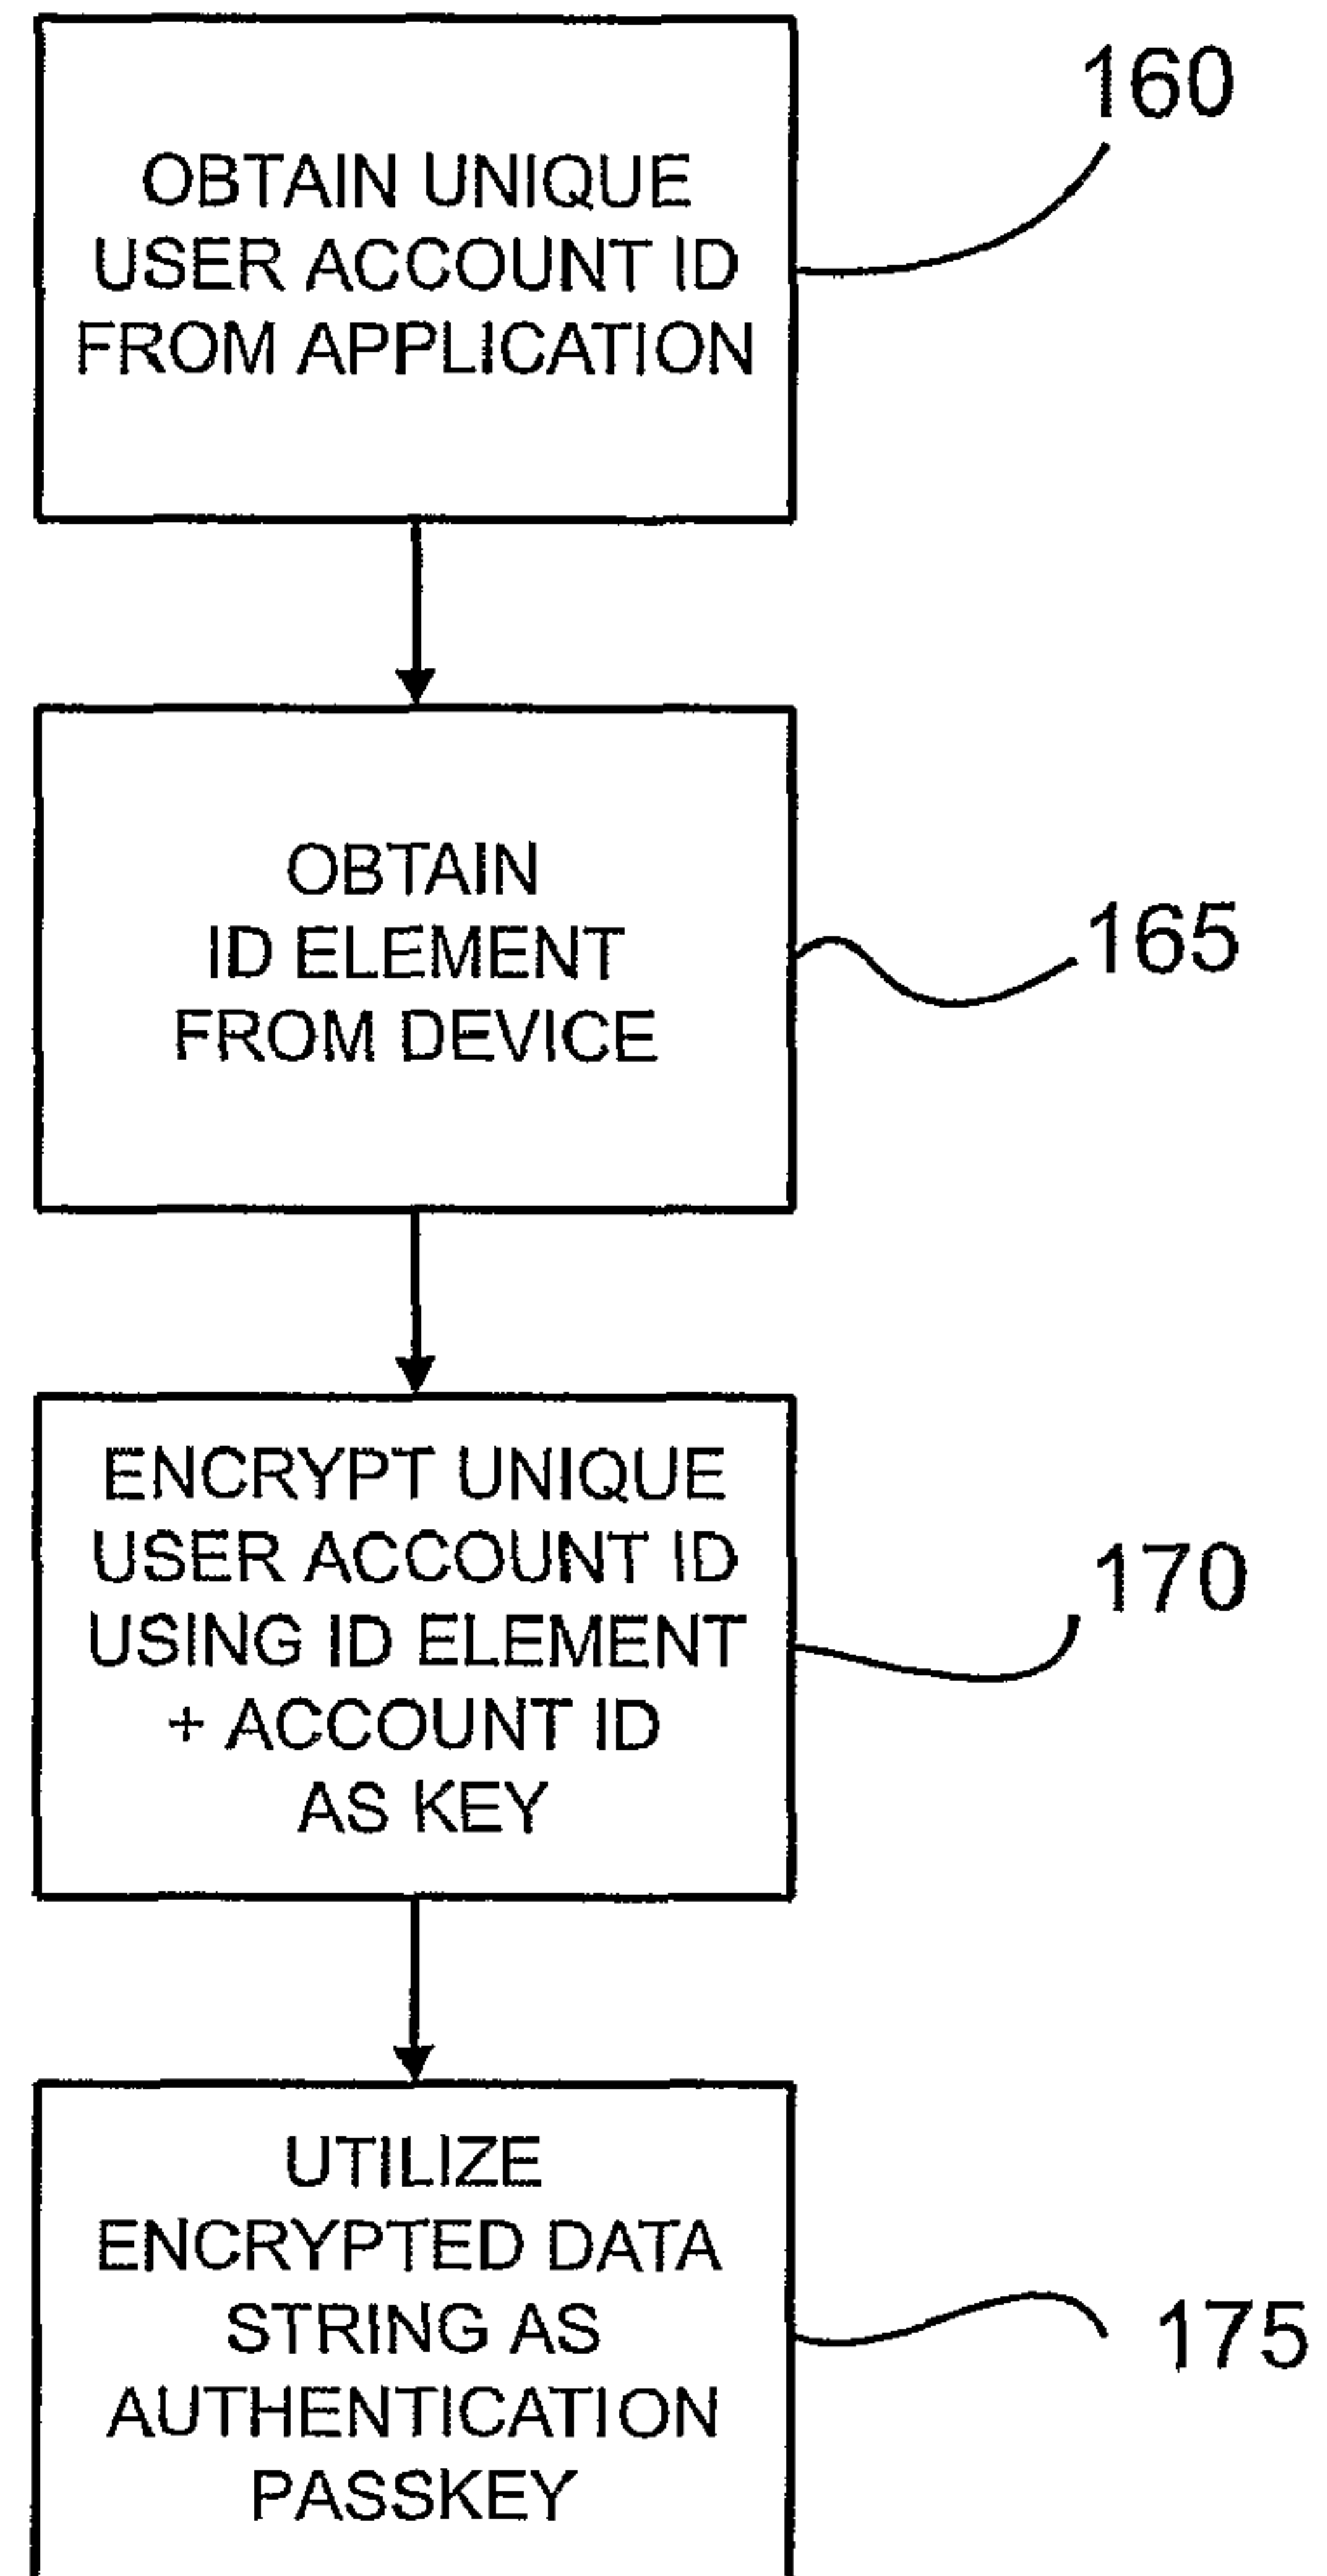 160
OBTAIN UNIQUE
USER ACCOUNT ID
FROM APPLICATION
OBTAIN
ID ELEMENT
FROM DEVICE
165
ENCRYPT UNIQUE
USER ACCOUNT ID
USING ID ELEMENT
+ ACCOUNT ID
AS KEY
170
UTILIZE
ENCRYPTED DATA
STRING AS
AUTHENTICATION
PASSKEY
175